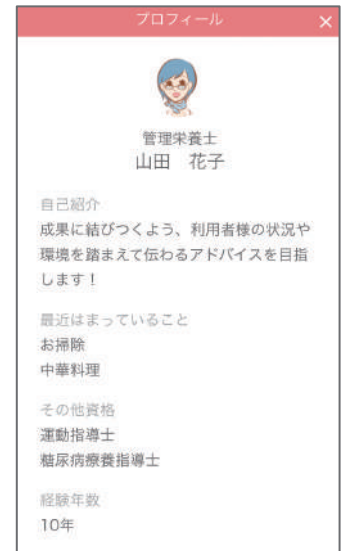 プロフィール ×
管理栄養士
山田　花子
自己紹介
成果に結びつくよう、利用者様の状況や
環境を踏まえて伝わるアドバイスを目指
します！
最近はまっていること
お掃除
中華料理
その他資格
運動指導士
糖尿病療養指導士
経験年数
10年